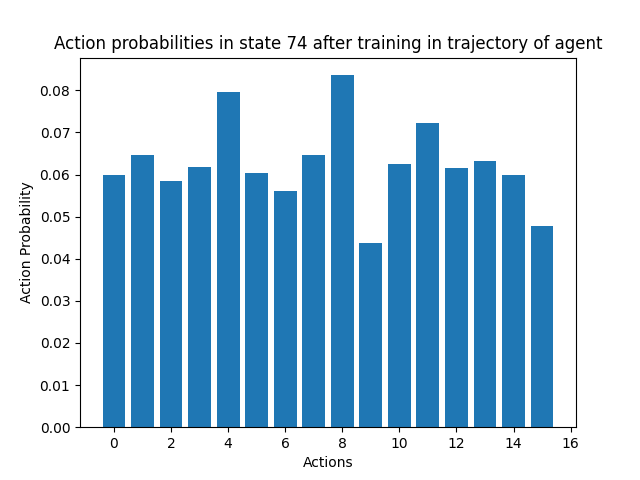 Action probabilities in state 74 after training in trajectory of agent
Action Probability
0.08
0.07
0.06
0.05
0.04
0.03
0.02
0.01
0.00
0 2 4 6 8 10 12 14 16
Actions